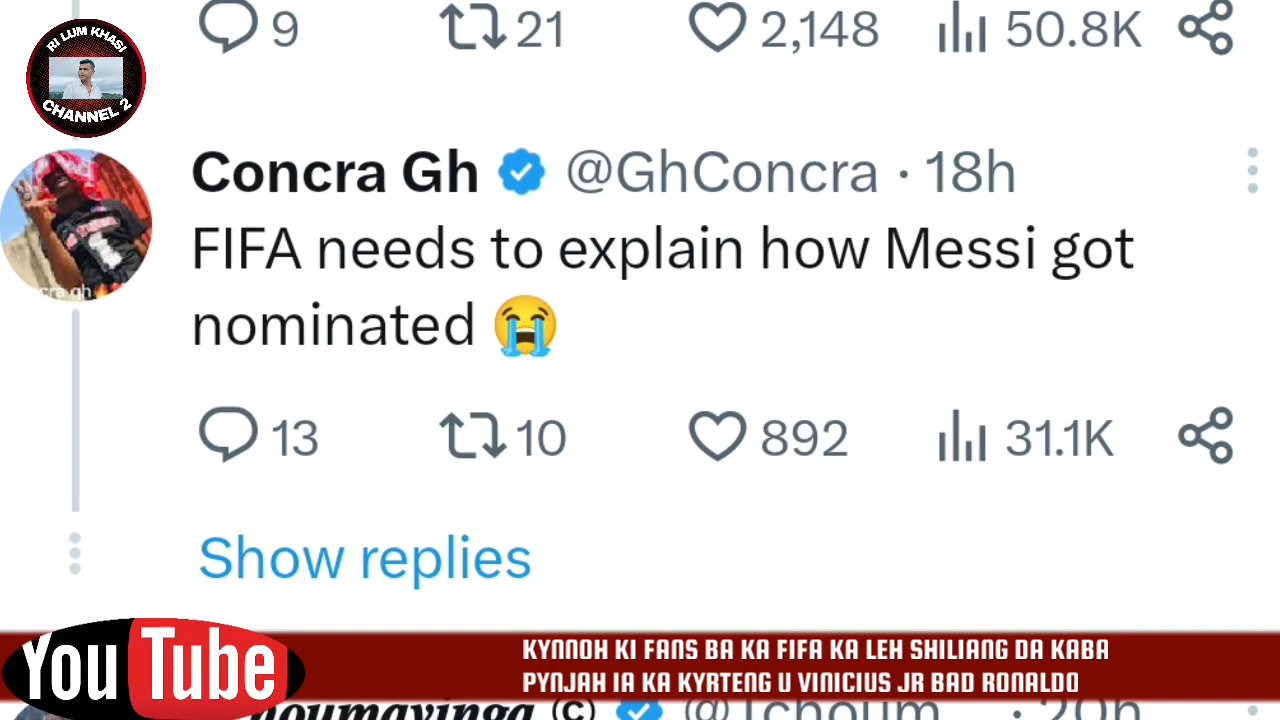 9 21 2,148 50.8K
RI LUM KHASI
CHANNEL 2
Concra Gh @GhConcra · 18h
FIFA needs to explain how Messi got
nominated 😭
cra gh
13 10 892 31.1K
Show replies
YouTube
KYNNOH KI FANS BA KA FIFA KA LEH SHILIANG DA KABA
PYNJAH IA KA KYRTENG U VINICIUS JR BAD RONALDO